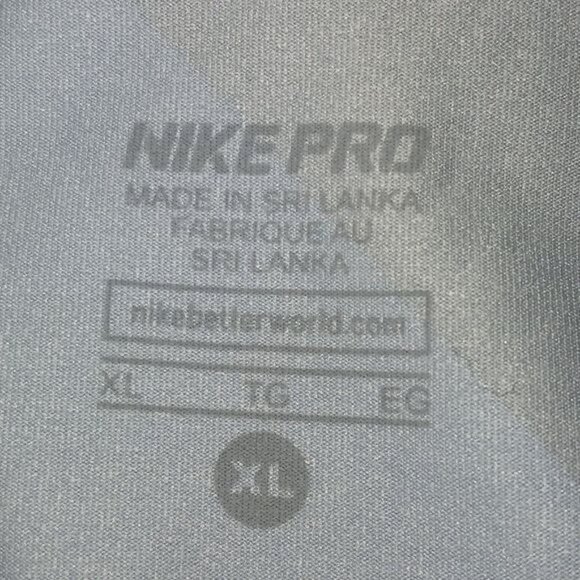 NIKE PRO
MADE IN SRI LANKA
FABRIQUE AU
SRI LANKA
nikebetterworld.com
XL TG EG
XL